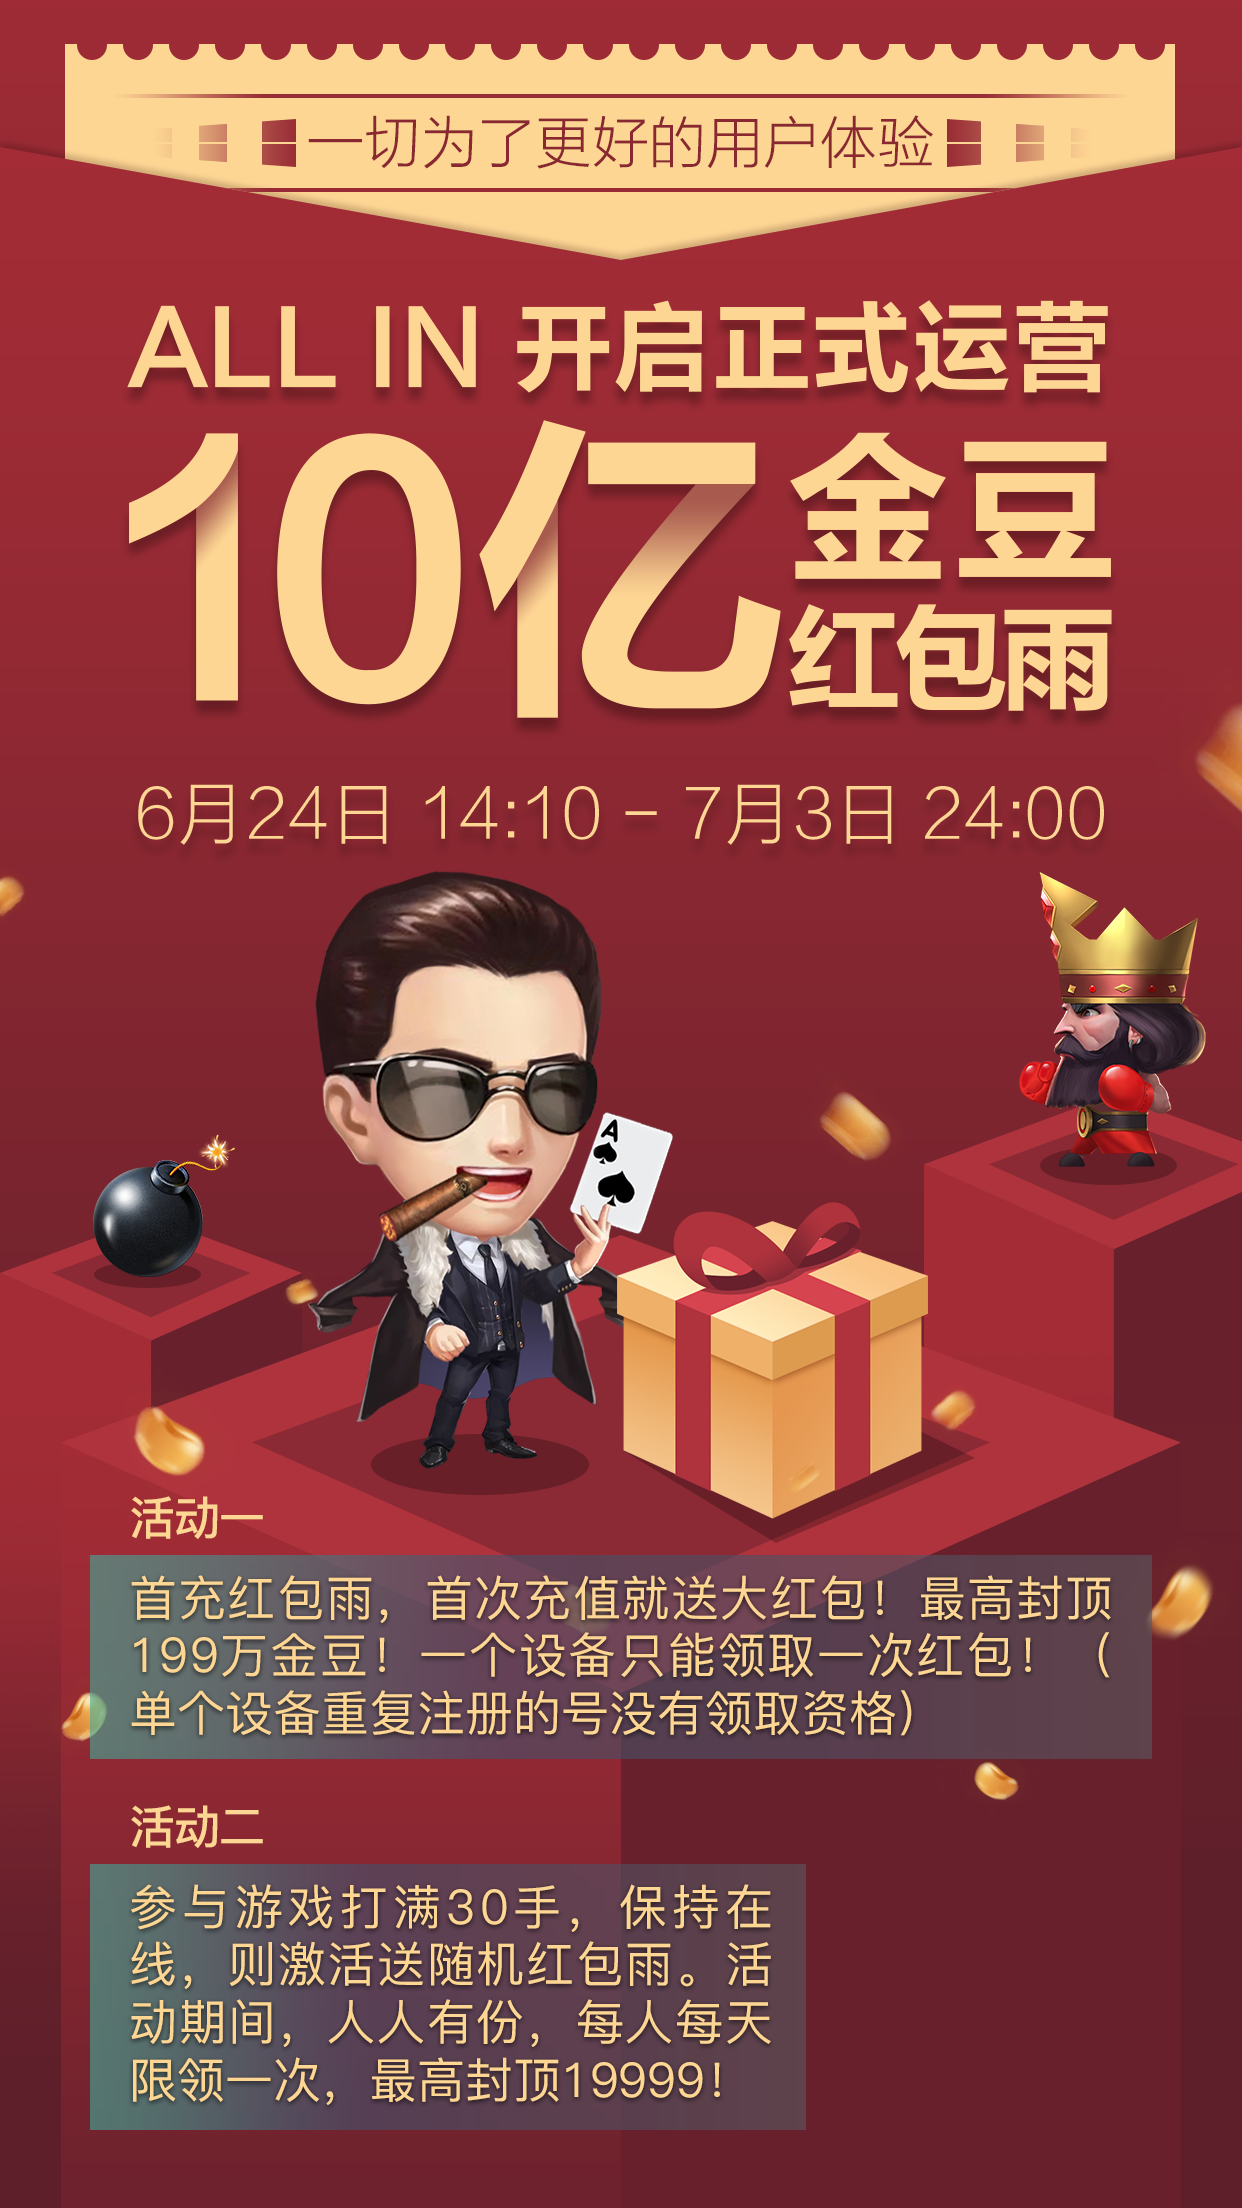 一切为了更好的用户体验
ALL IN 开启正式运营
10亿金豆
红包雨
6月24日 14:10 - 7月3日 24:00
A
活动一
首充红包雨，首次充值就送大红包！最高封顶
199万金豆！一个设备只能领取一次红包！（
单个设备重复注册的号没有领取资格）
活动二
参与游戏打满30手，保持在
线，则激活送随机红包雨。活
动期间，人人有份，每人每天
限领一次，最高封顶19999！